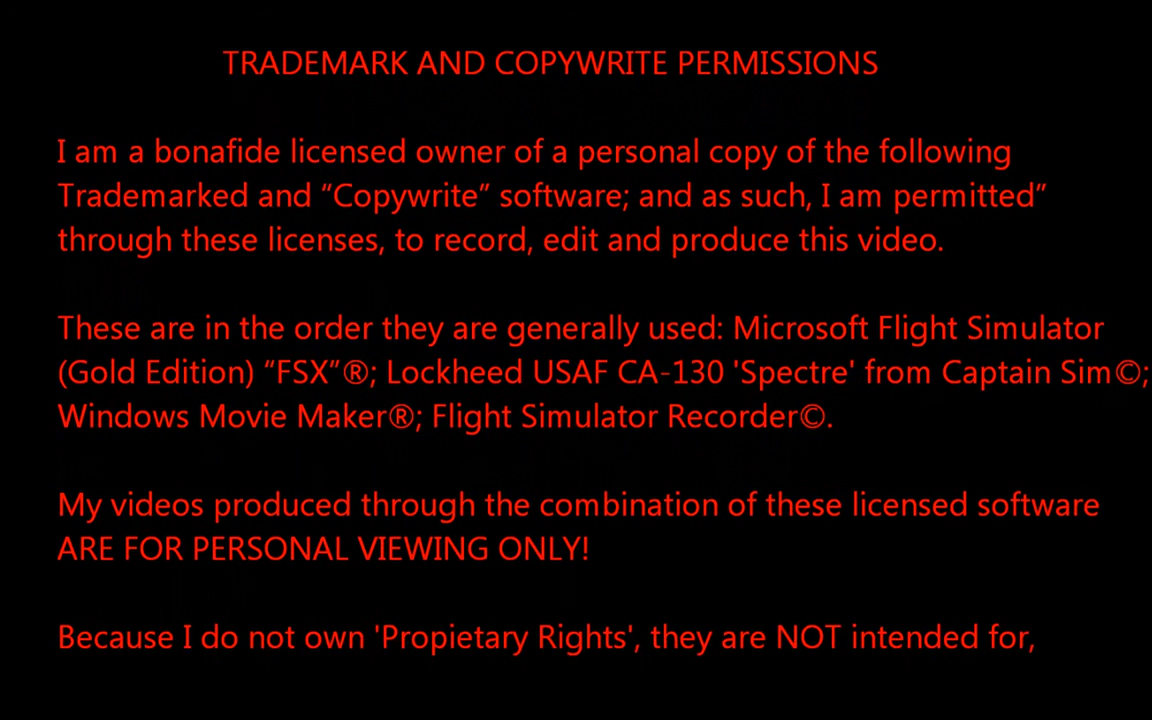 TRADEMARK AND COPYWRITE PERMISSIONS
I am a bonafide licensed owner of a personal copy of the following
Trademarked and “Copywrite” software; and as such, I am permitted”
through these licenses, to record, edit and produce this video.
These are in the order they are generally used: Microsoft Flight Simulator
(Gold Edition) “FSX”®; Lockheed USAF CA-130 'Spectre' from Captain Sim©;
Windows Movie Maker®; Flight Simulator Recorder©.
My videos produced through the combination of these licensed software
ARE FOR PERSONAL VIEWING ONLY!
Because I do not own 'Propietary Rights', they are NOT intended for,